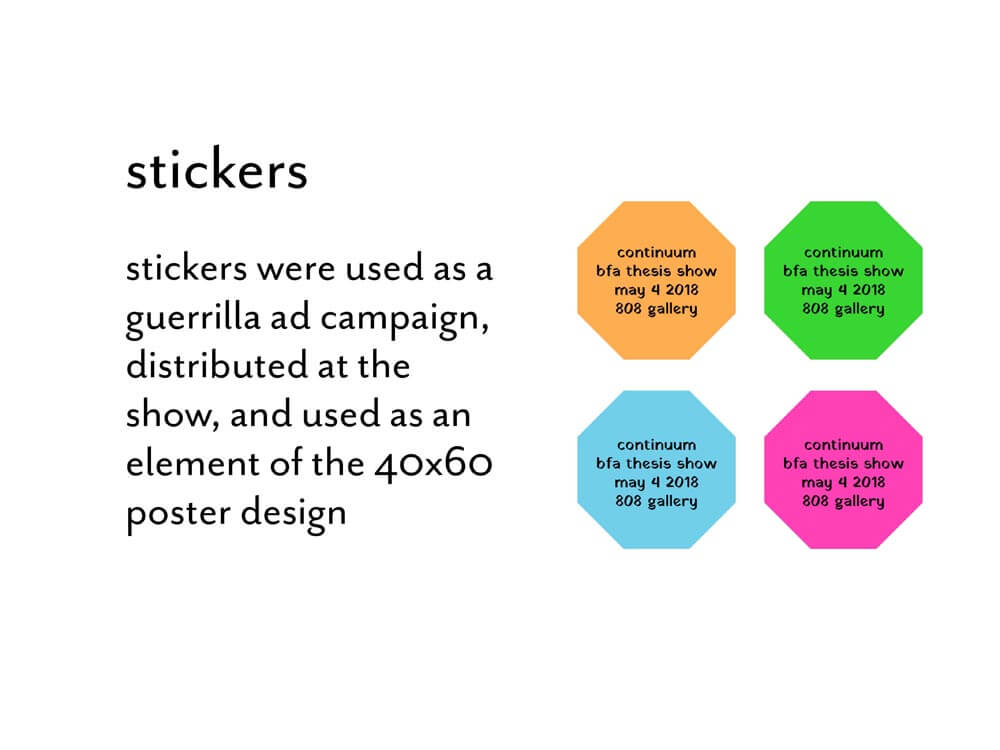 stickers
stickers were used as a
guerrilla ad campaign,
distributed at the
show, and used as an
element of the 40x60
poster design
continuum
bfa thesis show
may 4 2018
808 gallery
continuum
bfa thesis show
may 4 2018
808 gallery
continuum
bfa thesis show
may 4 2018
808 gallery
continuum
bfa thesis show
may 4 2018
808 gallery